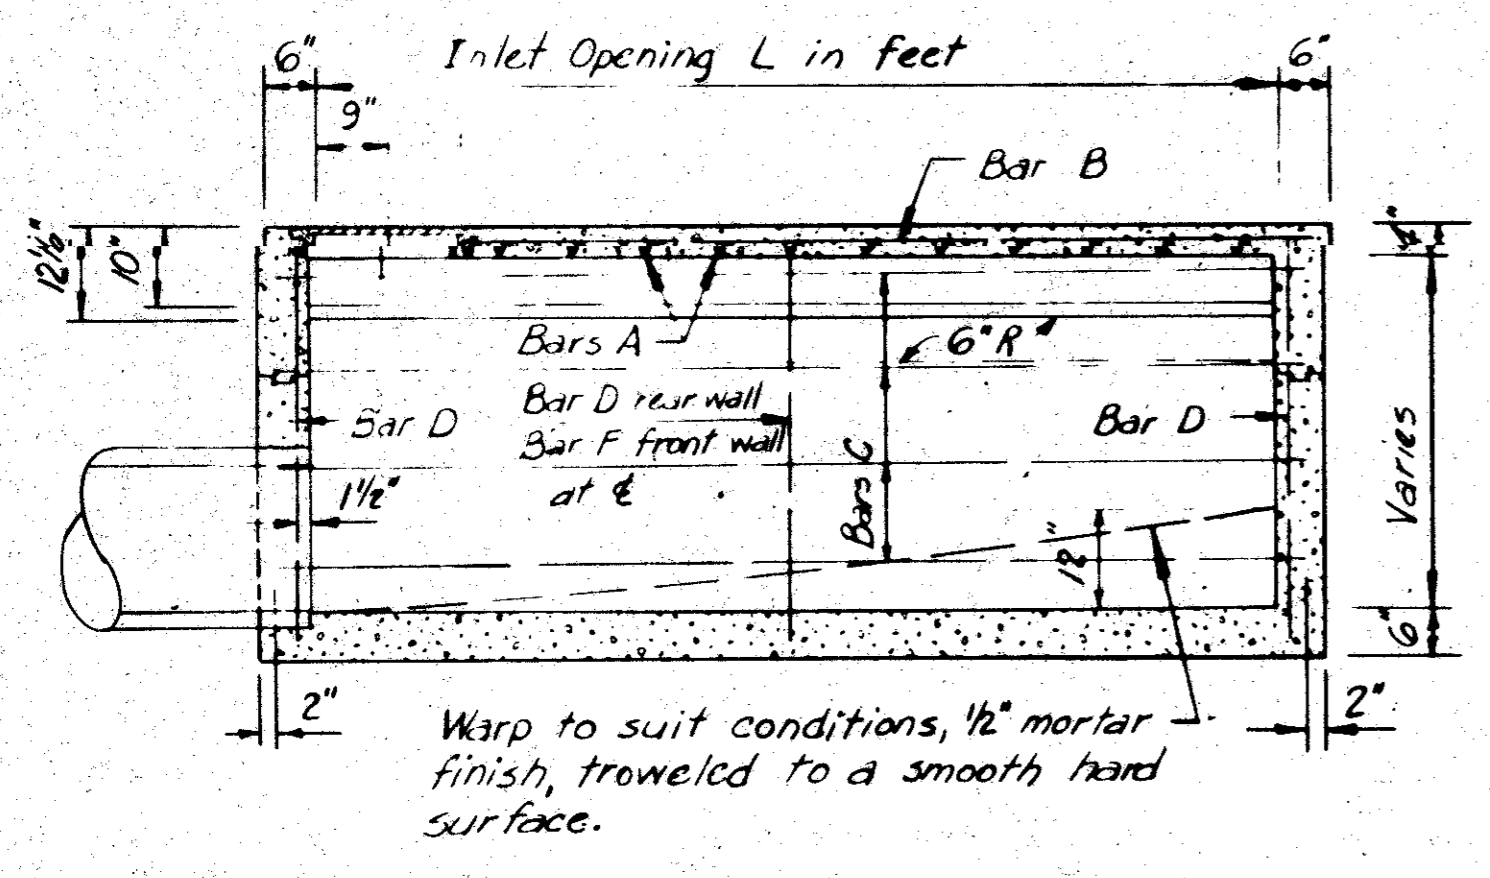 6"
Inlet Opening L in feet
6"
9"
Bar B
10"
4"
6"R
Bars A
Bar D rear wall
Bar F front wall
at ℄
Bar D
Bar D
Bars C
Varies
1½"
12"
6"
2"
2"
Warp to suit conditions, ½" mortar
finish, troweled to a smooth hard
surface.